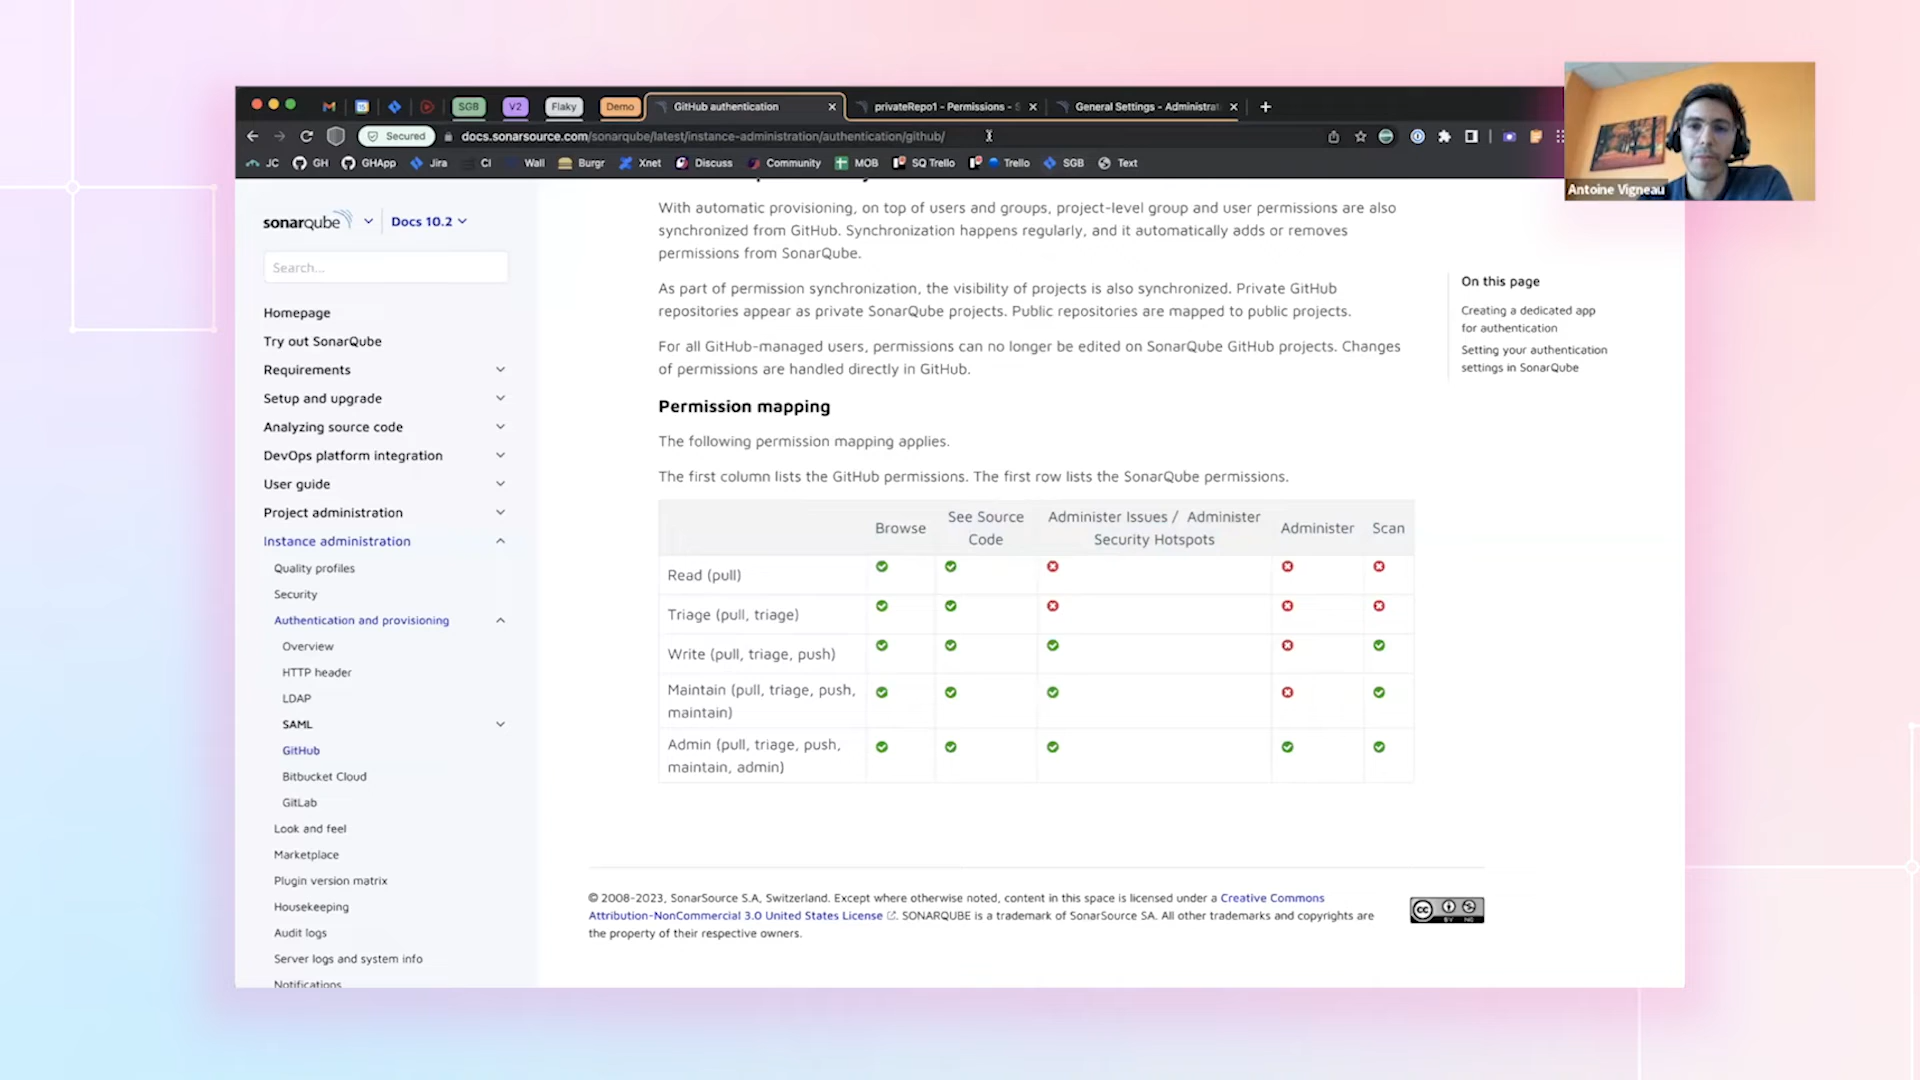 SGB
V2
Flaky
Demo
GitHub authentication
privateRepo1 - Permissions - S
General Settings - Administrat
Secured
docs.sonarsource.com/sonarqube/latest/instance-administration/authentication/github/
JC
GH
GHApp
Jira
CI
Wall
Burgr
Xnet
Discuss
Community
MOB
SQ Trello
Trello
SGB
Text
Antoine Vigneau
sonarqube
Docs 10.2
Search...
Homepage
Try out SonarQube
Requirements
Setup and upgrade
Analyzing source code
DevOps platform integration
User guide
Project administration
Instance administration
Quality profiles
Security
Authentication and provisioning
Overview
HTTP header
LDAP
SAML
GitHub
Bitbucket Cloud
GitLab
Look and feel
Marketplace
Plugin version matrix
Housekeeping
Audit logs
Server logs and system info
Notifications
With automatic provisioning, on top of users and groups, project-level group and user permissions are also
synchronized from GitHub. Synchronization happens regularly, and it automatically adds or removes
permissions from SonarQube.
As part of permission synchronization, the visibility of projects is also synchronized. Private GitHub
repositories appear as private SonarQube projects. Public repositories are mapped to public projects.
For all GitHub-managed users, permissions can no longer be edited on SonarQube GitHub projects. Changes
of permissions are handled directly in GitHub.
Permission mapping
The following permission mapping applies.
The first column lists the GitHub permissions. The first row lists the SonarQube permissions.
Browse
See Source
Code
Administer Issues / Administer
Security Hotspots
Administer
Scan
Read (pull)
Triage (pull, triage)
Write (pull, triage, push)
Maintain (pull, triage, push,
maintain)
Admin (pull, triage, push,
maintain, admin)
On this page
Creating a dedicated app
for authentication
Setting your authentication
settings in SonarQube
© 2008-2023, SonarSource S.A, Switzerland. Except where otherwise noted, content in this space is licensed under a Creative Commons
Attribution-NonCommercial 3.0 United States License. SONARQUBE is a trademark of SonarSource SA. All other trademarks and copyrights are
the property of their respective owners.
cc
BY NC